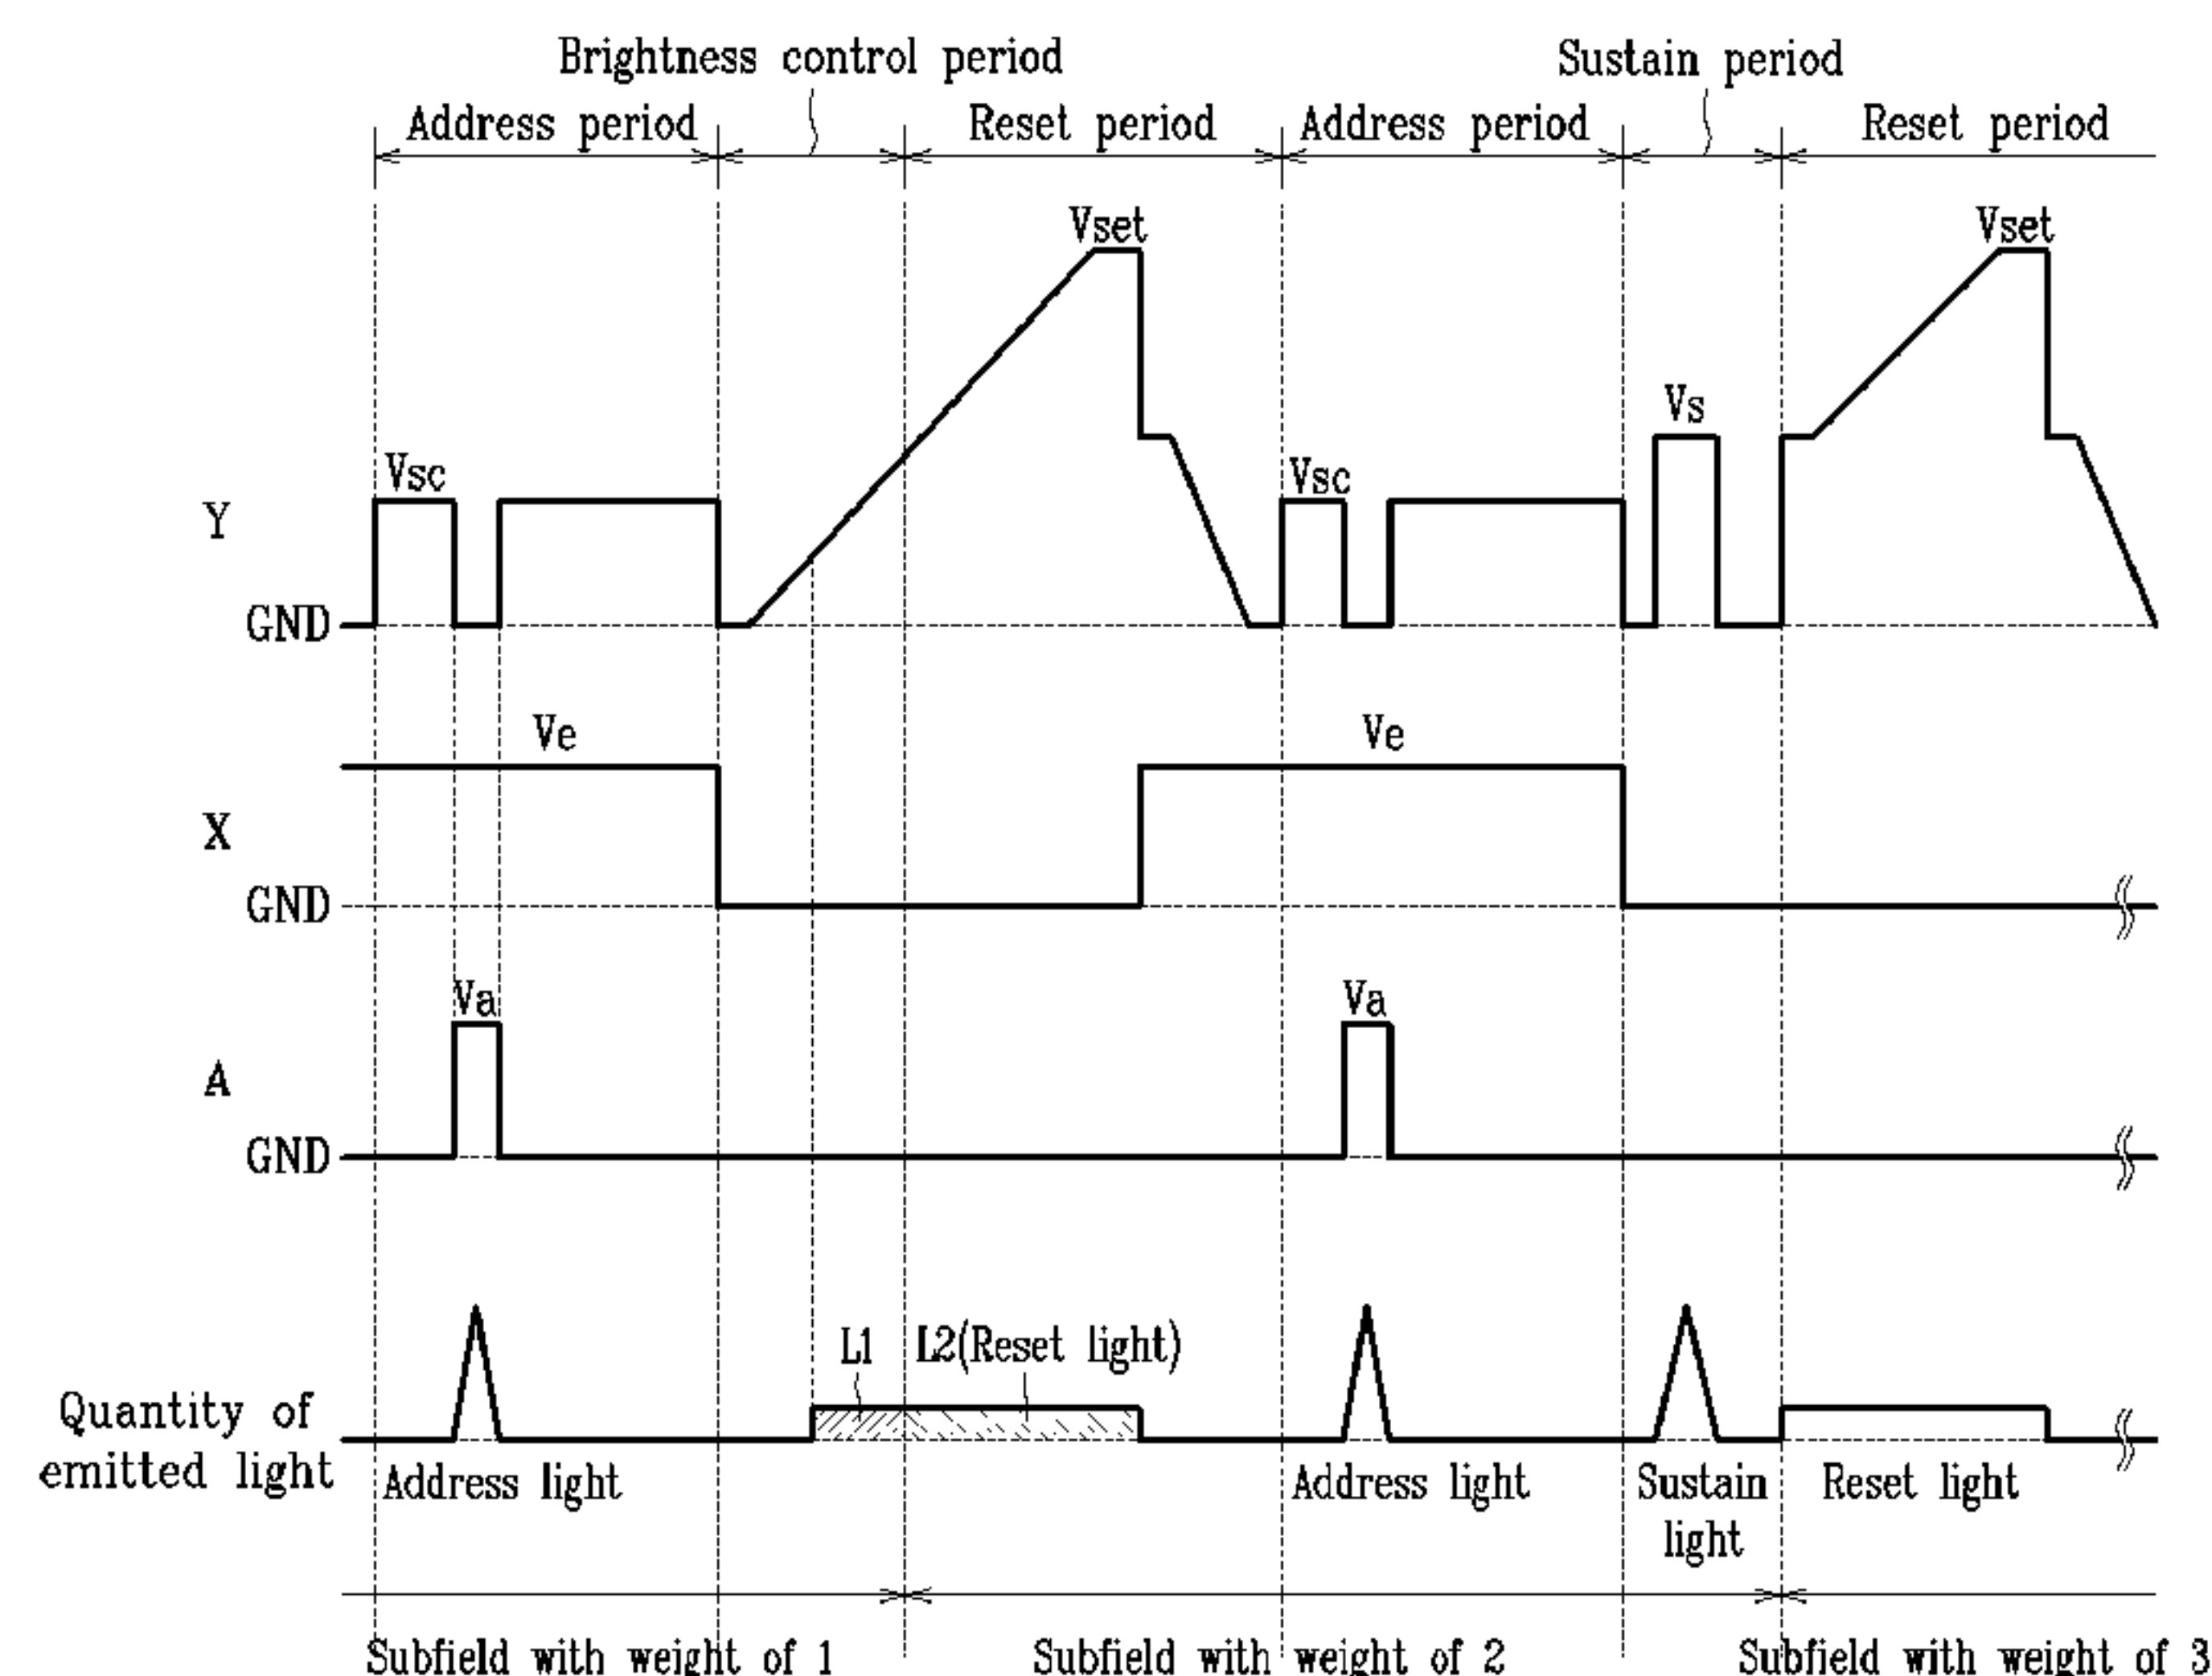 Brightness control period
Sustain period
Address period
Reset period
Address period
Reset period
Vset
Vset
Vs
Vsc
Vsc
Y
GND
Ve
Ve
X
GND
Va
Va
A
GND
L1
L2(Reset light)
Quantity of
emitted light
Address light
Address light
Sustain
light
Reset light
Subfield with weight of 1
Subfield with weight of 2
Subfield with weight of 3